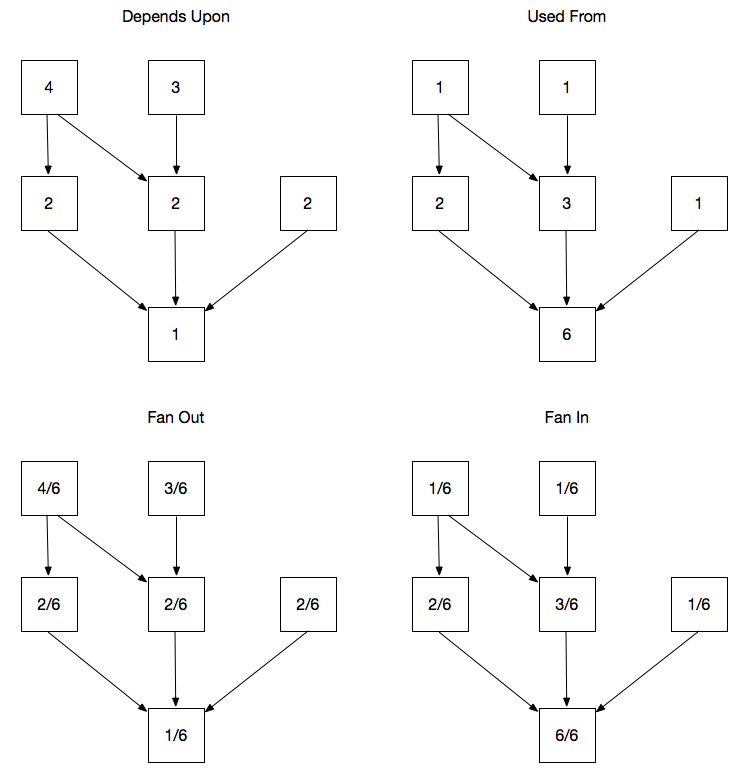 Depends Upon
4 3
2 2 2
1
Used From
1 1
2 3 1
6
Fan Out
4/6 3/6
2/6 2/6 2/6
1/6
Fan In
1/6 1/6
2/6 3/6 1/6
6/6